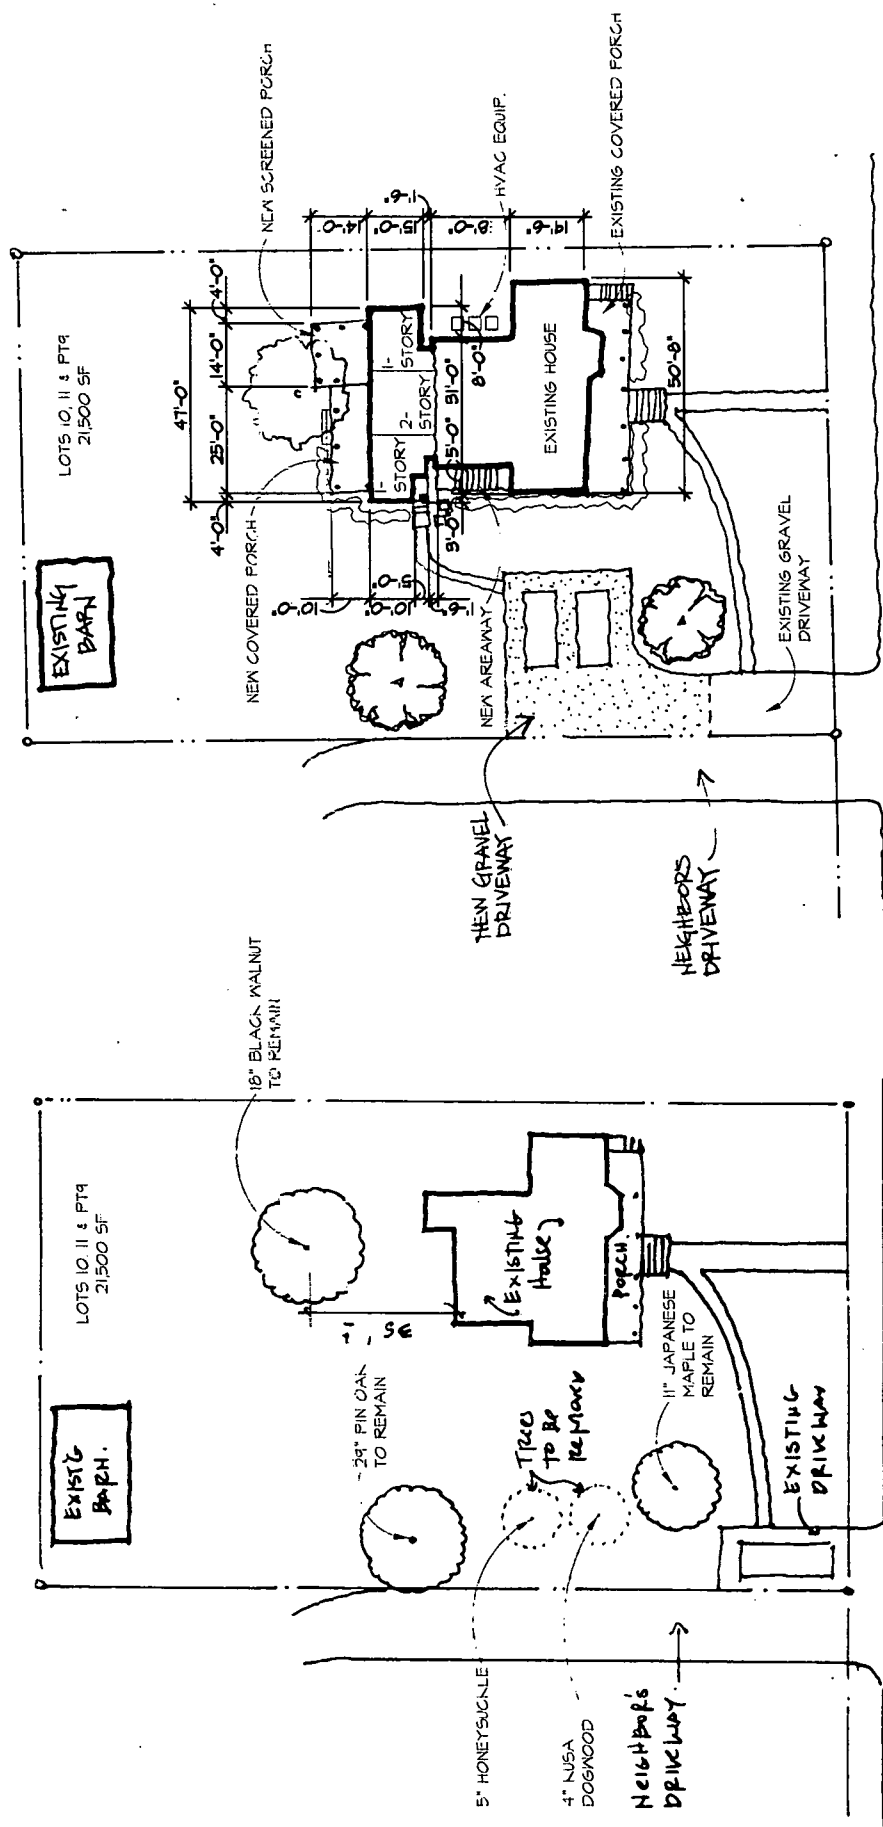 LOTS 10, 11 & PT9
21,500 SF
EXIST'G
BARN.
18" BLACK WALNUT
TO REMAIN
29" PIN OAK
TO REMAIN
35' ±
EXISTING
House
PORCH.
TREES
TO BE
REMOVED
11" JAPANESE
MAPLE TO
REMAIN
5" HONEYSUCKLE
4" KUSA
DOGWOOD
EXISTING
DRIVEWAY
NEIGHBOR'S
DRIVEWAY.
LOTS 10, 11 & PT9
21,500 SF
EXISTING
BARN
47'-0"
4'-0"
25'-0"
14'-0"
4'-0"
NEW SCREENED PORCH
NEW COVERED PORCH
14'-0"
15'-0"
1'-6"
8'-0"
19'-6"
1-
STORY
2-
STORY
1-
STORY
10'-0"
10'-0"
5'-0"
1'-6"
3'-0"
5'-0"
31'-0"
8'-0"
HVAC EQUIP.
NEW AREAWAY
EXISTING HOUSE
EXISTING COVERED PORCH
50'-8"
EXISTING GRAVEL
DRIVEWAY
NEW GRAVEL
DRIVEWAY
NEIGHBORS
DRIVEWAY